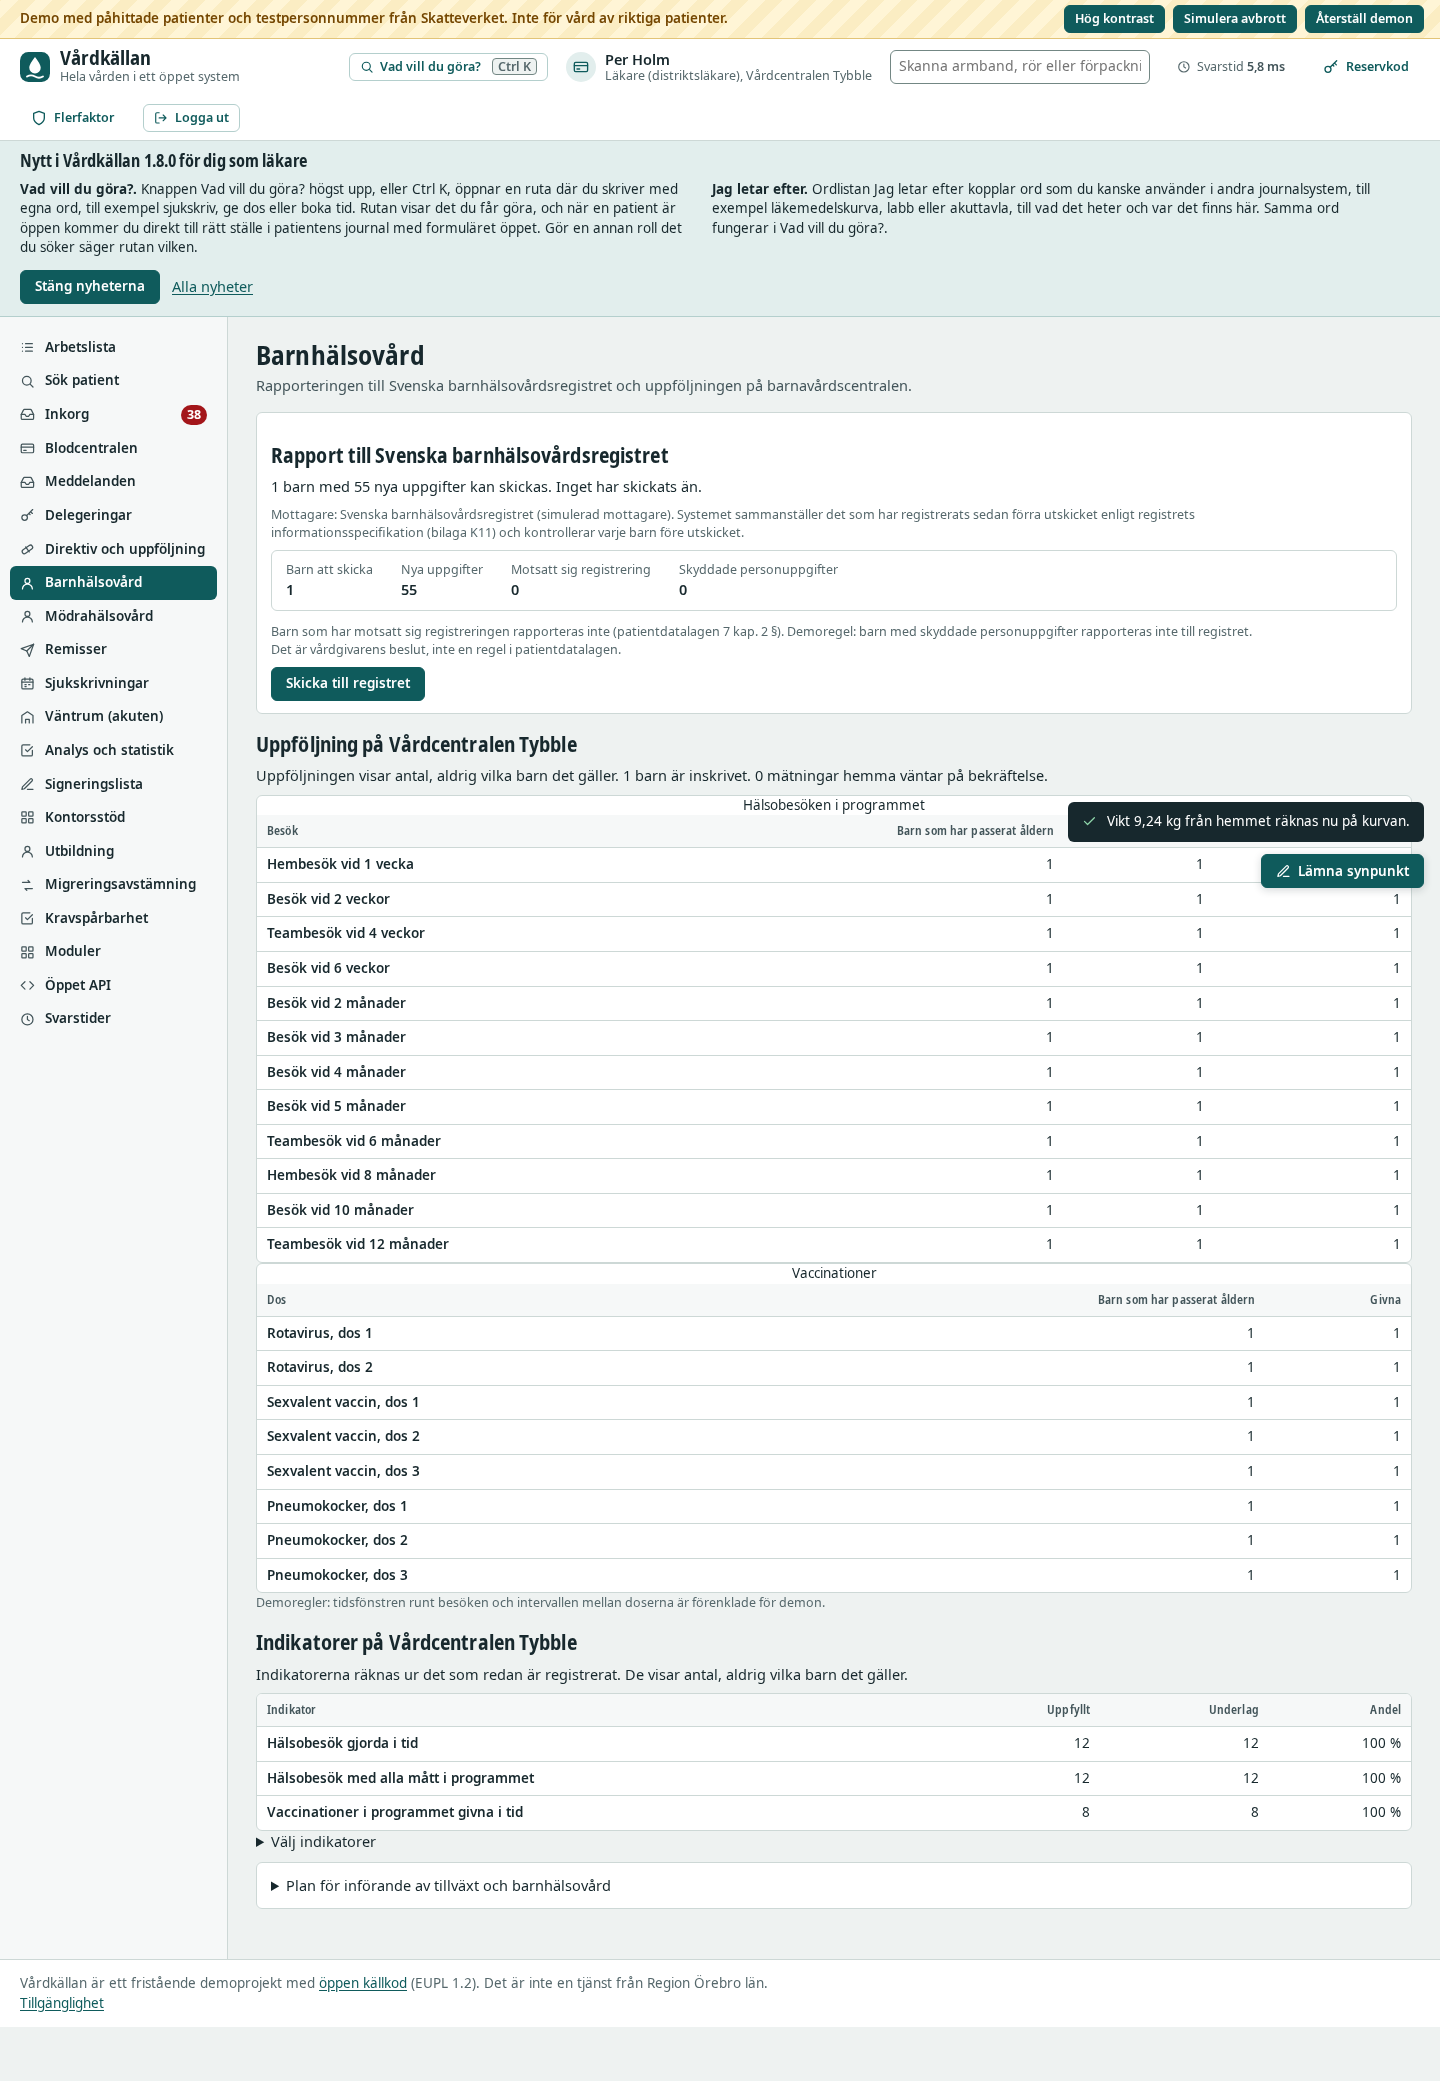 Demo med påhittade patienter och testpersonnummer från Skatteverket. Inte för vård av riktiga patienter.
Hög kontrast
Simulera avbrott
Återställ demon
Vårdkällan
Hela vården i ett öppet system
Vad vill du göra? Ctrl K
Per Holm
Läkare (distriktsläkare), Vårdcentralen Tybble
Skanna armband, rör eller förpackni
Svarstid 5,8 ms
Reservkod
Flerfaktor
Logga ut
Nytt i Vårdkällan 1.8.0 för dig som läkare
Vad vill du göra?. Knappen Vad vill du göra? högst upp, eller Ctrl K, öppnar en ruta där du skriver med
egna ord, till exempel sjukskriv, ge dos eller boka tid. Rutan visar det du får göra, och när en patient är
öppen kommer du direkt till rätt ställe i patientens journal med formuläret öppet. Gör en annan roll det
du söker säger rutan vilken.
Jag letar efter. Ordlistan Jag letar efter kopplar ord som du kanske använder i andra journalsystem, till
exempel läkemedelskurva, labb eller akuttavla, till vad det heter och var det finns här. Samma ord
fungerar i Vad vill du göra?.
Stäng nyheterna
Alla nyheter
Arbetslista
Sök patient
Inkorg 38
Blodcentralen
Meddelanden
Delegeringar
Direktiv och uppföljning
Barnhälsovård
Mödrahälsovård
Remisser
Sjukskrivningar
Väntrum (akuten)
Analys och statistik
Signeringslista
Kontorsstöd
Utbildning
Migreringsavstämning
Kravspårbarhet
Moduler
Öppet API
Svarstider
Barnhälsovård
Rapporteringen till Svenska barnhälsovårdsregistret och uppföljningen på barnavårdscentralen.
Rapport till Svenska barnhälsovårdsregistret
1 barn med 55 nya uppgifter kan skickas. Inget har skickats än.
Mottagare: Svenska barnhälsovårdsregistret (simulerad mottagare). Systemet sammanställer det som har registrerats sedan förra utskicket enligt registrets
informationsspecifikation (bilaga K11) och kontrollerar varje barn före utskicket.
Barn att skicka Nya uppgifter Motsatt sig registrering Skyddade personuppgifter
1 55 0 0
Barn som har motsatt sig registreringen rapporteras inte (patientdatalagen 7 kap. 2 §). Demoregel: barn med skyddade personuppgifter rapporteras inte till registret.
Det är vårdgivarens beslut, inte en regel i patientdatalagen.
Skicka till registret
Uppföljning på Vårdcentralen Tybble
Uppföljningen visar antal, aldrig vilka barn det gäller. 1 barn är inskrivet. 0 mätningar hemma väntar på bekräftelse.
Hälsobesöken i programmet
Besök Barn som har passerat åldern
Vikt 9,24 kg från hemmet räknas nu på kurvan.
Lämna synpunkt
Hembesök vid 1 vecka 1 1
Besök vid 2 veckor 1 1 1
Teambesök vid 4 veckor 1 1 1
Besök vid 6 veckor 1 1 1
Besök vid 2 månader 1 1 1
Besök vid 3 månader 1 1 1
Besök vid 4 månader 1 1 1
Besök vid 5 månader 1 1 1
Teambesök vid 6 månader 1 1 1
Hembesök vid 8 månader 1 1 1
Besök vid 10 månader 1 1 1
Teambesök vid 12 månader 1 1 1
Vaccinationer
Dos Barn som har passerat åldern Givna
Rotavirus, dos 1 1 1
Rotavirus, dos 2 1 1
Sexvalent vaccin, dos 1 1 1
Sexvalent vaccin, dos 2 1 1
Sexvalent vaccin, dos 3 1 1
Pneumokocker, dos 1 1 1
Pneumokocker, dos 2 1 1
Pneumokocker, dos 3 1 1
Demoregler: tidsfönstren runt besöken och intervallen mellan doserna är förenklade för demon.
Indikatorer på Vårdcentralen Tybble
Indikatorerna räknas ur det som redan är registrerat. De visar antal, aldrig vilka barn det gäller.
Indikator Uppfyllt Underlag Andel
Hälsobesök gjorda i tid 12 12 100 %
Hälsobesök med alla mått i programmet 12 12 100 %
Vaccinationer i programmet givna i tid 8 8 100 %
Välj indikatorer
Plan för införande av tillväxt och barnhälsovård
Vårdkällan är ett fristående demoprojekt med öppen källkod (EUPL 1.2). Det är inte en tjänst från Region Örebro län.
Tillgänglighet